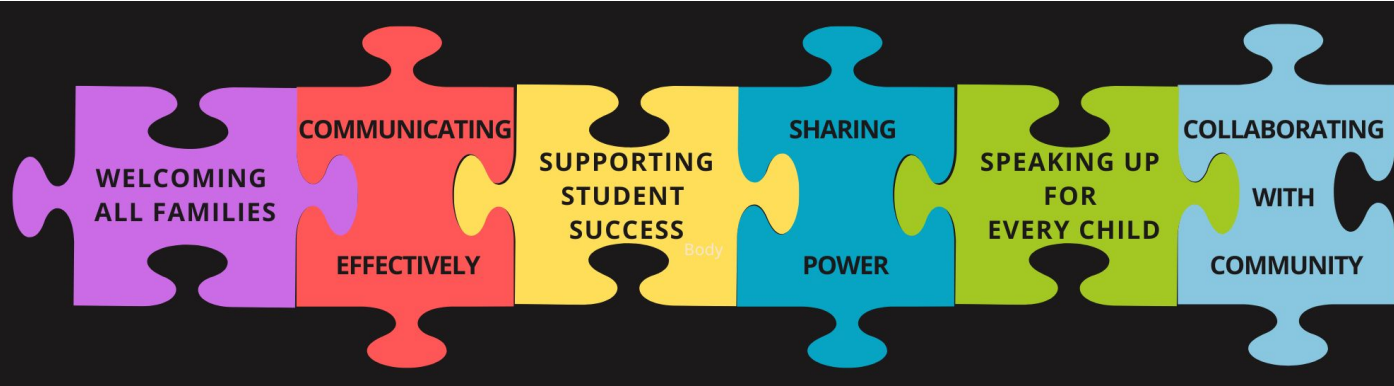 WELCOMING
ALL FAMILIES
COMMUNICATING
EFFECTIVELY
SUPPORTING
STUDENT
SUCCESS
Body
SHARING
POWER
SPEAKING UP
FOR
EVERY CHILD
COLLABORATING
WITH
COMMUNITY